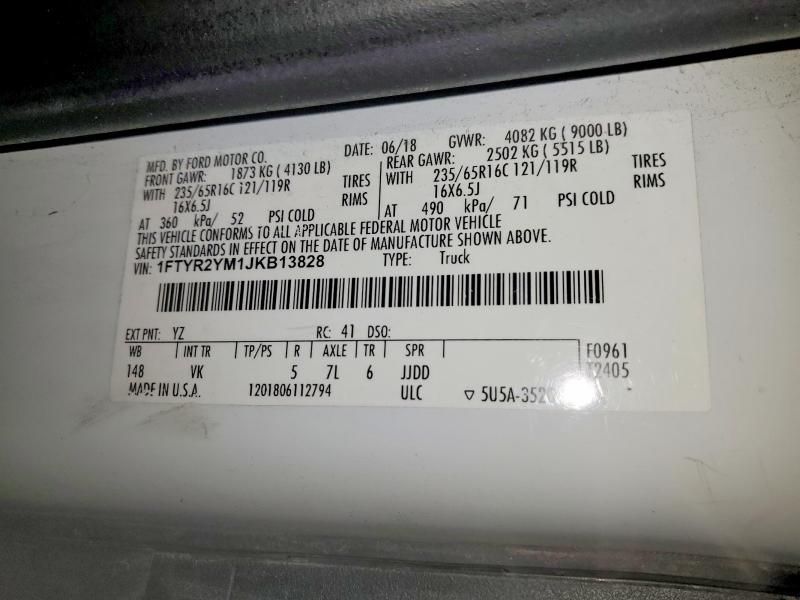 MFD. BY FORD MOTOR CO. DATE: 06/18 GVWR: 4082 KG ( 9000 LB)
FRONT GAWR: 1873 KG ( 4130 LB) REAR GAWR: 2502 KG ( 5515 LB)
WITH 235/65R16C 121/119R TIRES WITH 235/65R16C 121/119R TIRES
16X6.5J RIMS 16X6.5J RIMS
AT 360 kPa/ 52 PSI COLD AT 490 kPa/ 71 PSI COLD
THIS VEHICLE CONFORMS TO ALL APPLICABLE FEDERAL MOTOR VEHICLE
SAFETY STANDARDS IN EFFECT ON THE DATE OF MANUFACTURE SHOWN ABOVE.
VIN: 1FTYR2YM1JKB13828 TYPE: Truck
EXT PNT: YZ RC: 41 DSO:
WB INT TR TP/PS R AXLE TR SPR F0961
148 VK 5 7L 6 JJDD T2405
MADE IN U.S.A. 1201806112794 ULC ▽